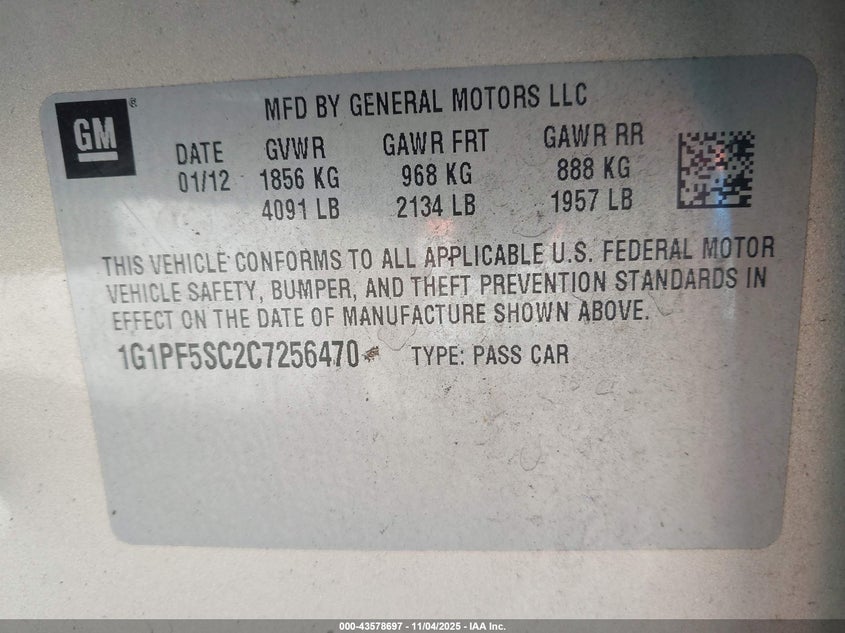 GM ®
MFD BY GENERAL MOTORS LLC
DATE GVWR GAWR FRT GAWR RR
01/12 1856 KG 968 KG 888 KG
4091 LB 2134 LB 1957 LB
THIS VEHICLE CONFORMS TO ALL APPLICABLE U.S. FEDERAL MOTOR
VEHICLE SAFETY, BUMPER, AND THEFT PREVENTION STANDARDS IN
EFFECT ON THE DATE OF MANUFACTURE SHOWN ABOVE.
1G1PF5SC2C7256470 TYPE: PASS CAR
000-43578697 - 11/04/2025 - IAA Inc.